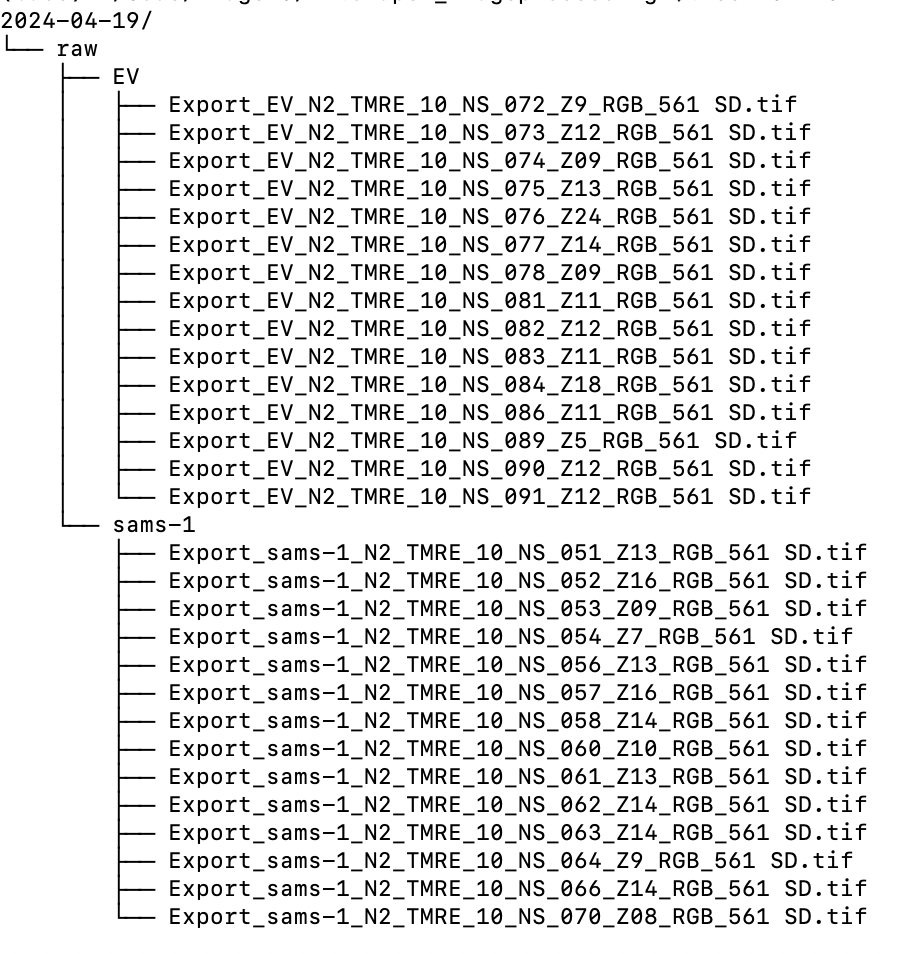 2024-04-19/
└── raw
    ├── EV
    │   ├── Export_EV_N2_TMRE_10_NS_072_Z9_RGB_561 SD.tif
    │   ├── Export_EV_N2_TMRE_10_NS_073_Z12_RGB_561 SD.tif
    │   ├── Export_EV_N2_TMRE_10_NS_074_Z09_RGB_561 SD.tif
    │   ├── Export_EV_N2_TMRE_10_NS_075_Z13_RGB_561 SD.tif
    │   ├── Export_EV_N2_TMRE_10_NS_076_Z24_RGB_561 SD.tif
    │   ├── Export_EV_N2_TMRE_10_NS_077_Z14_RGB_561 SD.tif
    │   ├── Export_EV_N2_TMRE_10_NS_078_Z09_RGB_561 SD.tif
    │   ├── Export_EV_N2_TMRE_10_NS_081_Z11_RGB_561 SD.tif
    │   ├── Export_EV_N2_TMRE_10_NS_082_Z12_RGB_561 SD.tif
    │   ├── Export_EV_N2_TMRE_10_NS_083_Z11_RGB_561 SD.tif
    │   ├── Export_EV_N2_TMRE_10_NS_084_Z18_RGB_561 SD.tif
    │   ├── Export_EV_N2_TMRE_10_NS_086_Z11_RGB_561 SD.tif
    │   ├── Export_EV_N2_TMRE_10_NS_089_Z5_RGB_561 SD.tif
    │   ├── Export_EV_N2_TMRE_10_NS_090_Z12_RGB_561 SD.tif
    │   └── Export_EV_N2_TMRE_10_NS_091_Z12_RGB_561 SD.tif
    └── sams-1
        ├── Export_sams-1_N2_TMRE_10_NS_051_Z13_RGB_561 SD.tif
        ├── Export_sams-1_N2_TMRE_10_NS_052_Z16_RGB_561 SD.tif
        ├── Export_sams-1_N2_TMRE_10_NS_053_Z09_RGB_561 SD.tif
        ├── Export_sams-1_N2_TMRE_10_NS_054_Z7_RGB_561 SD.tif
        ├── Export_sams-1_N2_TMRE_10_NS_056_Z13_RGB_561 SD.tif
        ├── Export_sams-1_N2_TMRE_10_NS_057_Z16_RGB_561 SD.tif
        ├── Export_sams-1_N2_TMRE_10_NS_058_Z14_RGB_561 SD.tif
        ├── Export_sams-1_N2_TMRE_10_NS_060_Z10_RGB_561 SD.tif
        ├── Export_sams-1_N2_TMRE_10_NS_061_Z13_RGB_561 SD.tif
        ├── Export_sams-1_N2_TMRE_10_NS_062_Z14_RGB_561 SD.tif
        ├── Export_sams-1_N2_TMRE_10_NS_063_Z14_RGB_561 SD.tif
        ├── Export_sams-1_N2_TMRE_10_NS_064_Z9_RGB_561 SD.tif
        ├── Export_sams-1_N2_TMRE_10_NS_066_Z14_RGB_561 SD.tif
        └── Export_sams-1_N2_TMRE_10_NS_070_Z08_RGB_561 SD.tif